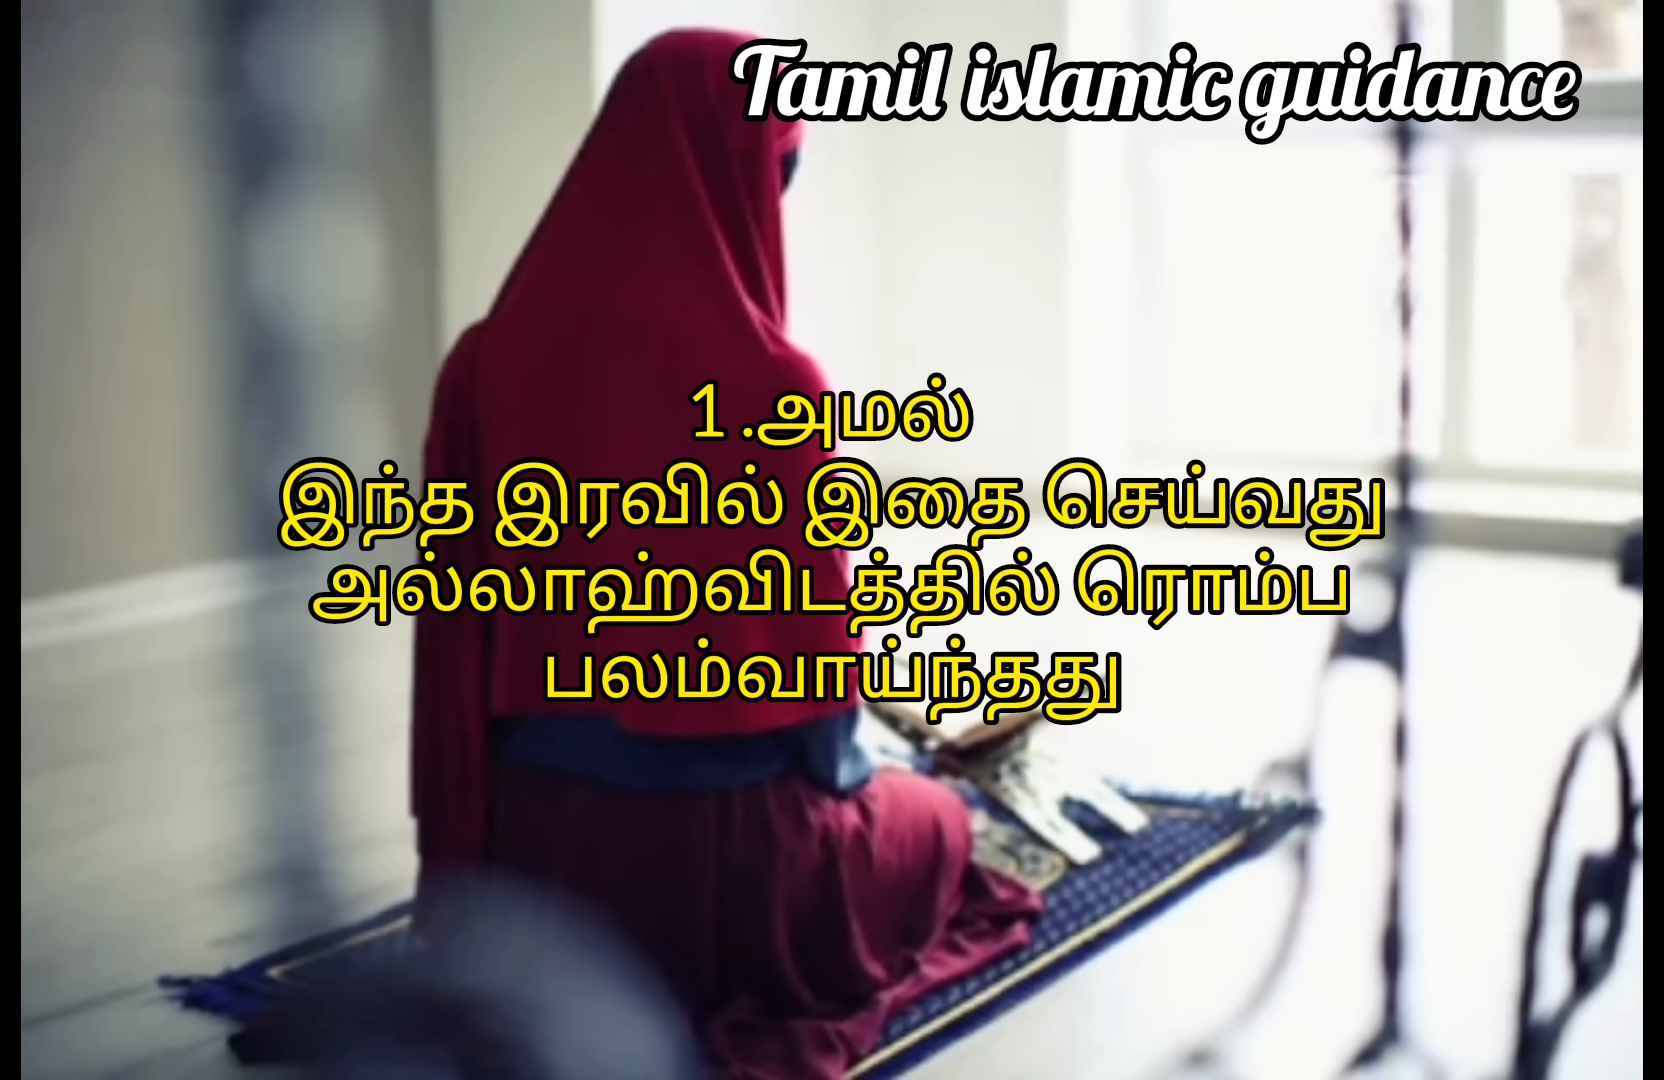 Tamil islamic guidance
1.அமல்
இந்த இரவில் இதை செய்வது
அல்லாஹ்விடத்தில் ரொம்ப
பலம்வாய்ந்தது